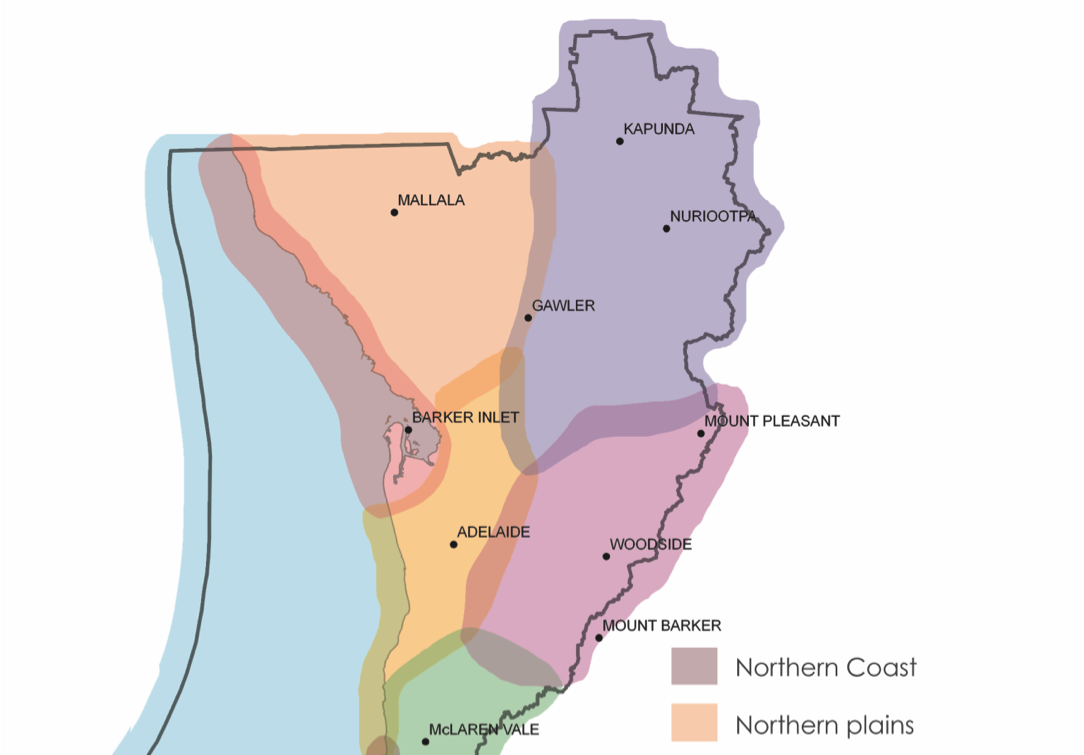 KAPUNDA
MALLALA
NURIOOTPA
GAWLER
BARKER INLET
MOUNT PLEASANT
ADELAIDE
WOODSIDE
MOUNT BARKER
Northern Coast
Northern plains
McLAREN VALE